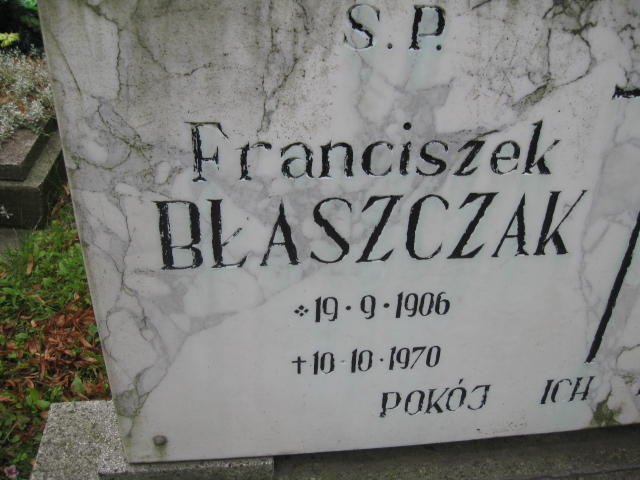 S.P.
Franciszek
BŁASZCZAK
* 19 · 9 · 1906
+ 10 · 10 · 1970
POKÓJ ICH